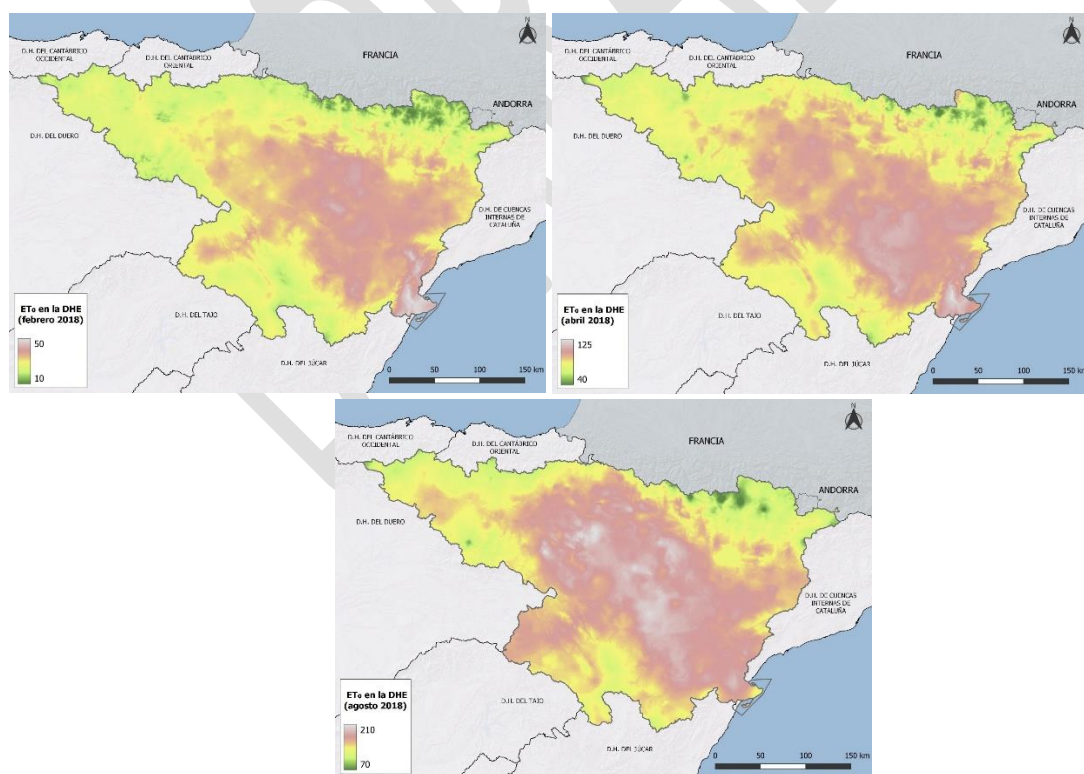 N
D.H. DEL CANTÁBRICO
OCCIDENTAL
D.H. DEL CANTÁBRICO
ORIENTAL
FRANCIA
ANDORRA
D.H. DEL DUERO
D.H. DE CUENCAS
INTERNAS DE
CATALUÑA
ET₀ en la DHE
(febrero 2018)
50
10
D.H. DEL TAJO
D.H. DEL JÚCAR
0 50 100 150 km
N
D.H. DEL CANTÁBRICO
OCCIDENTAL
D.H. DEL CANTÁBRICO
ORIENTAL
FRANCIA
ANDORRA
D.H. DEL DUERO
D.H. DE CUENCAS
INTERNAS DE
CATALUÑA
ET₀ en la DHE
(abril 2018)
125
40
D.H. DEL TAJO
D.H. DEL JÚCAR
0 50 100 150 km
N
D.H. DEL CANTÁBRICO
OCCIDENTAL
D.H. DEL CANTÁBRICO
ORIENTAL
FRANCIA
ANDORRA
D.H. DEL DUERO
D.H. DE CUENCAS
INTERNAS DE
CATALUÑA
ET₀ en la DHE
(agosto 2018)
210
70
D.H. DEL TAJO
D.H. DEL JÚCAR
0 50 100 150 km